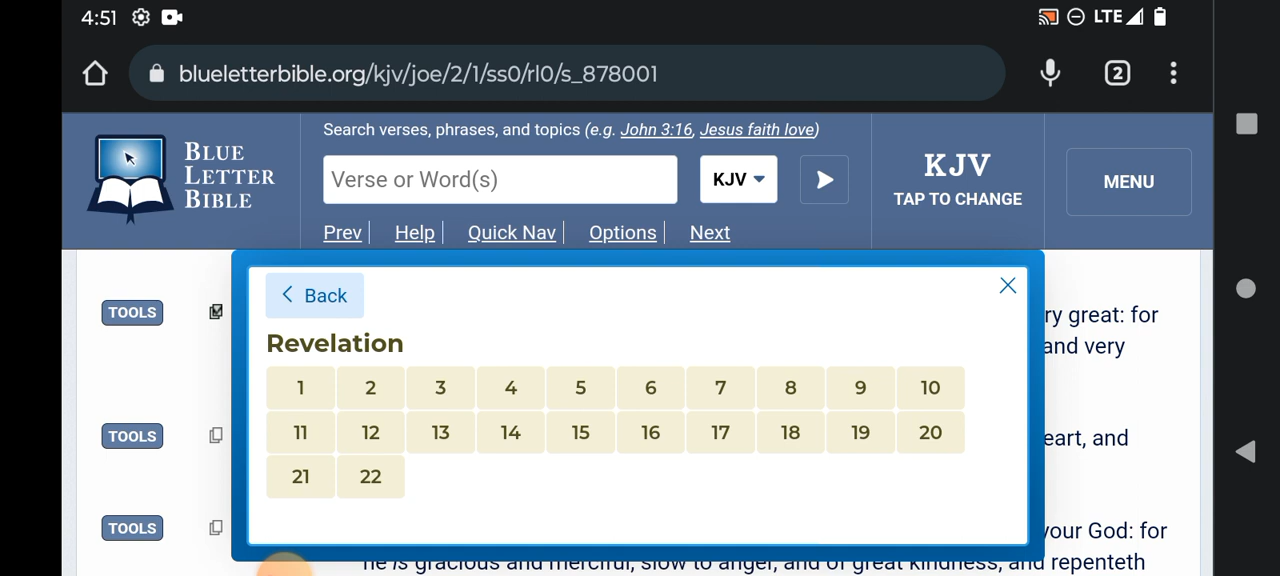 4:51 LTE
blueletterbible.org/kjv/joe/2/1/ss0/rl0/s_878001 2
Search verses, phrases, and topics (e.g. John 3:16, Jesus faith love)
BLUE
LETTER
BIBLE
Verse or Word(s) KJV
KJV
TAP TO CHANGE
MENU
Prev Help Quick Nav Options Next
Back
TOOLS ry great: for
and very
Revelation
1 2 3 4 5 6 7 8 9 10
11 12 13 14 15 16 17 18 19 20
TOOLS eart, and
21 22
TOOLS your God: for
he is gracious and merciful, slow to anger, and of great kindness, and repenteth